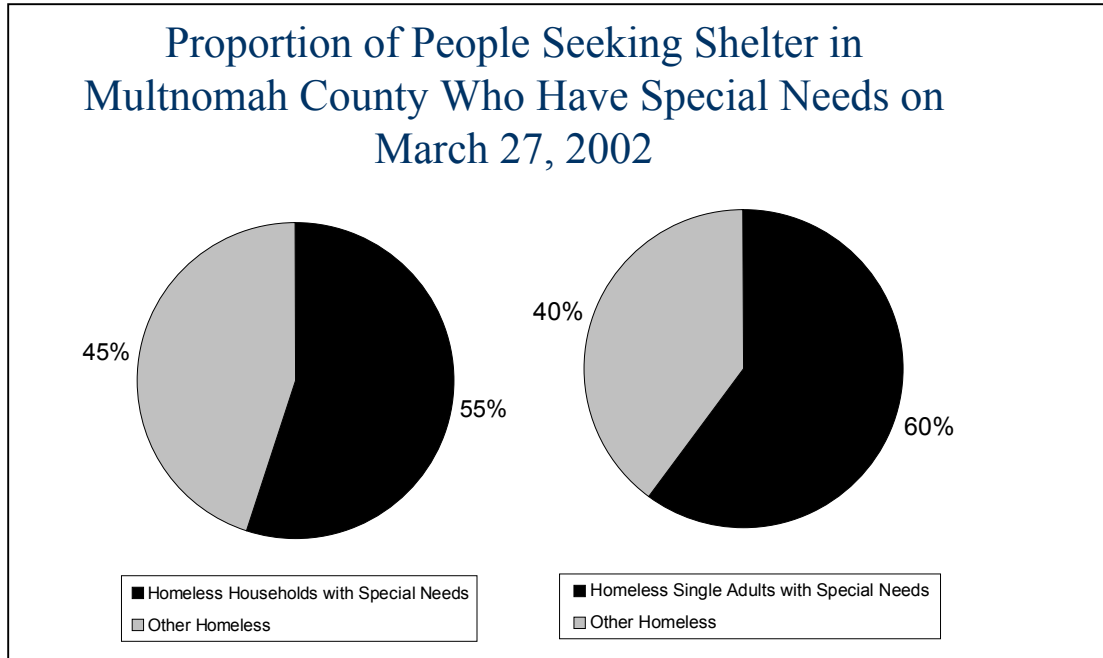 Proportion of People Seeking Shelter in
Multnomah County Who Have Special Needs on
March 27, 2002
45%
55%
Homeless Households with Special Needs
Other Homeless
40%
60%
Homeless Single Adults with Special Needs
Other Homeless